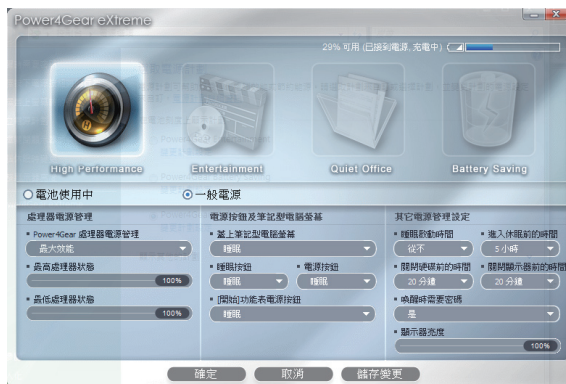 Power4Gear eXtreme
29% 可用 (已接到電源, 充電中)
High Performance
Entertainment
Quiet Office
Battery Saving
電池使用中
一般電源
處理器電源管理
Power4Gear 處理器電源管理
最大效能
最高處理器狀態
100%
最低處理器狀態
100%
電源按鈕及筆記型電腦螢幕
蓋上筆記型電腦螢幕
睡眠
睡眠按鈕
電源按鈕
睡眠
睡眠
[開始]功能表電源按鈕
睡眠
其它電源管理設定
睡眠啟動時間
進入休眠前的時間
從不
5 小時
關閉硬碟前的時間
關閉顯示器前的時間
20 分鐘
20 分鐘
喚醒時需要密碼
是
顯示器亮度
100%
確定
取消
儲存變更